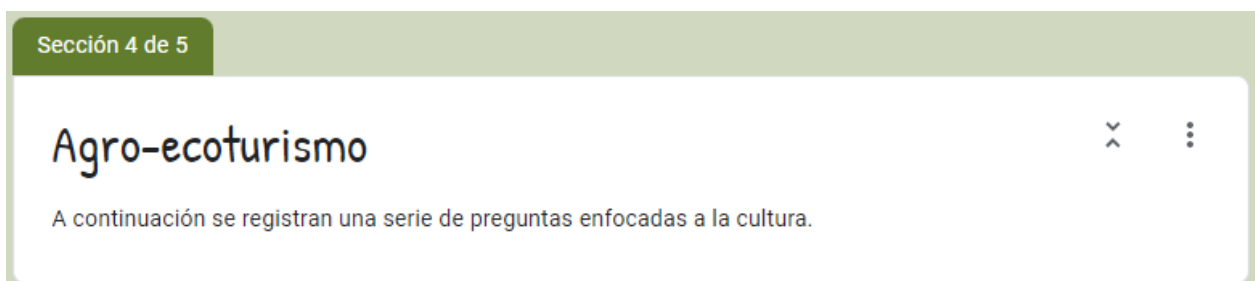 Sección 4 de 5
Agro-ecoturismo
A continuación se registran una serie de preguntas enfocadas a la cultura.